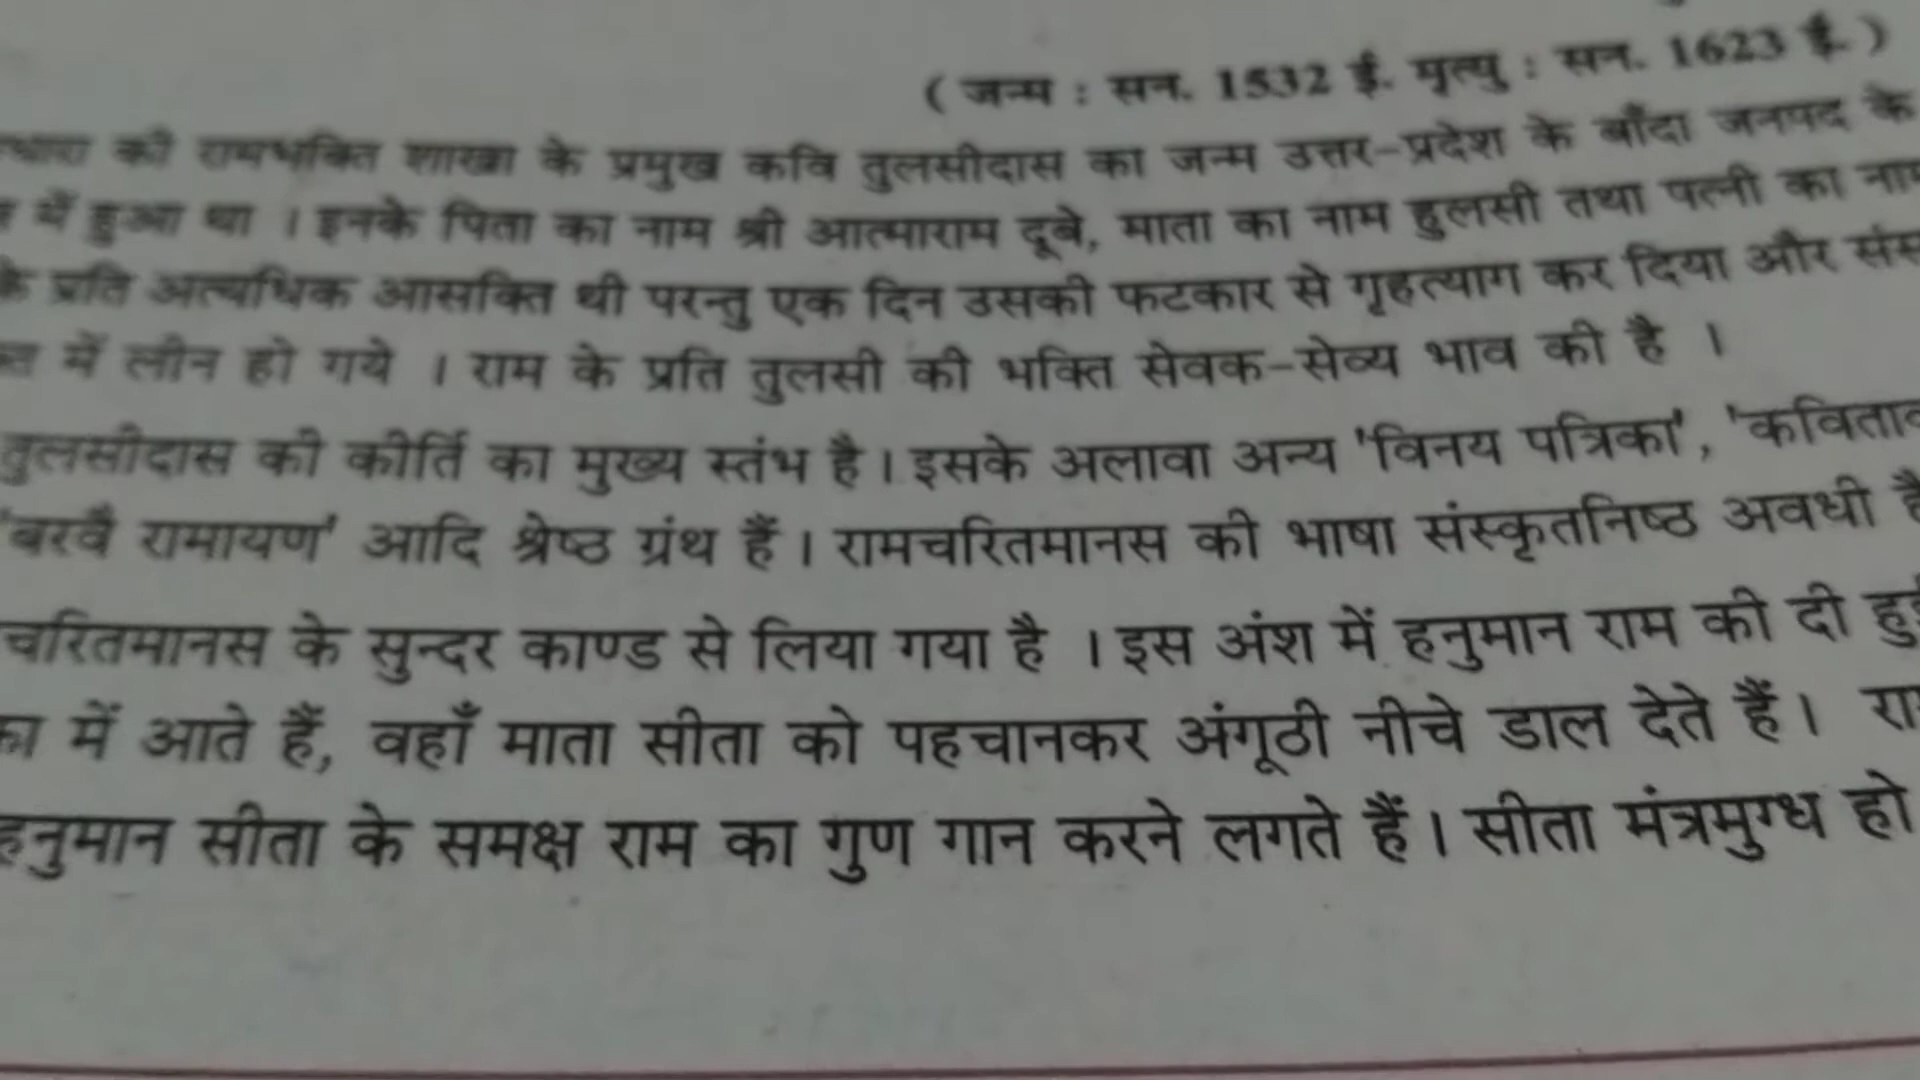 ( जन्म : सन. 1532 ई. मृत्यु : सन. 1623 ई. )
की रामभक्ति शाखा के प्रमुख कवि तुलसीदास का जन्म उत्तर-प्रदेश के बाँदा जनपद के
में हुआ था । इनके पिता का नाम श्री आत्माराम दूबे, माता का नाम हुलसी तथा पत्नी का
के प्रति अत्यधिक आसक्ति थी परन्तु एक दिन उसकी फटकार से गृहत्याग कर दिया और
में लीन हो गये । राम के प्रति तुलसी की भक्ति सेवक-सेव्य भाव की है ।
तुलसीदास की कीर्ति का मुख्य स्तंभ है । इसके अलावा अन्य 'विनय पत्रिका',
'बरवै रामायण' आदि श्रेष्ठ ग्रंथ हैं । रामचरितमानस की भाषा संस्कृतनिष्ठ अवधी
चरितमानस के सुन्दर काण्ड से लिया गया है । इस अंश में हनुमान राम की दी
में आते हैं, वहाँ माता सीता को पहचानकर अंगूठी नीचे डाल देते हैं ।
हनुमान सीता के समक्ष राम का गुण गान करने लगते हैं । सीता मंत्रमुग्ध हो